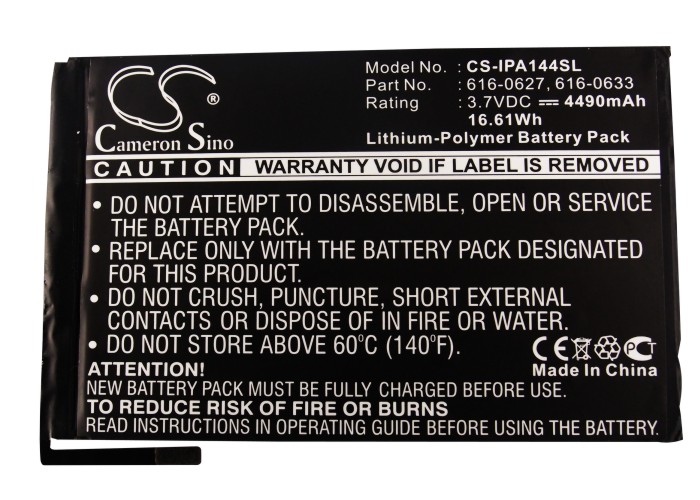 CS
®
Cameron Sino
Model No. : CS-IPA144SL
Part No. : 616-0627, 616-0633
Rating : 3.7VDC ⎓ 4490mAh
16.61Wh
Lithium-Polymer Battery Pack
CAUTION WARRANTY VOID IF LABEL IS REMOVED
• DO NOT ATTEMPT TO DISASSEMBLE, OPEN OR SERVICE
THE BATTERY PACK.
• REPLACE ONLY WITH THE BATTERY PACK DESIGNATED
FOR THIS PRODUCT.
• DO NOT CRUSH, PUNCTURE, SHORT EXTERNAL
CONTACTS OR DISPOSE OF IN FIRE OR WATER.
• DO NOT STORE ABOVE 60°C (140°F).
CE PCT
Made In China
ATTENTION!
NEW BATTERY PACK MUST BE FULLY CHARGED BEFORE USE.
TO REDUCE RISK OF FIRE OR BURNS.
READ INSTRUCTIONS IN OPERATING GUIDE BEFORE USING THE BATTERY.